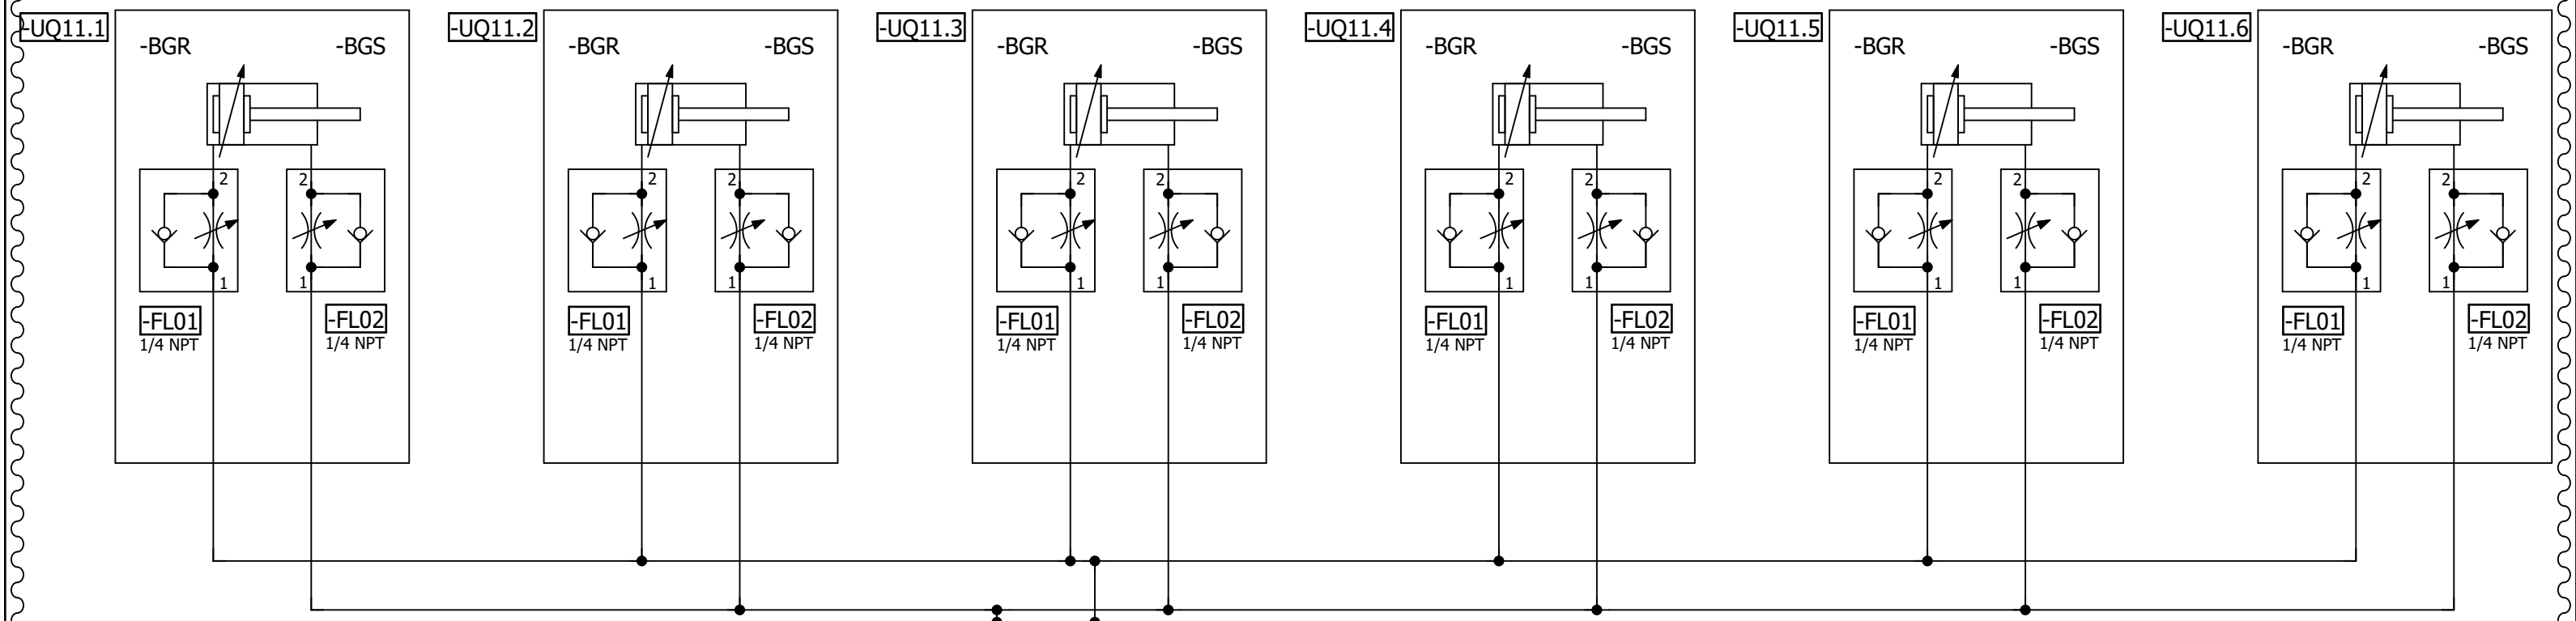 -UQ11.1 -UQ11.2 -UQ11.3 -UQ11.4 -UQ11.5 -UQ11.6
-BGR -BGS -BGR -BGS -BGR -BGS -BGR -BGS -BGR -BGS -BGR -BGS
2 2 2 2 2 2 2 2 2 2 2 2
1 1 1 1 1 1 1 1 1 1 1 1
-FL01 -FL02 -FL01 -FL02 -FL01 -FL02 -FL01 -FL02 -FL01 -FL02 -FL01 -FL02
1/4 NPT 1/4 NPT 1/4 NPT 1/4 NPT 1/4 NPT 1/4 NPT 1/4 NPT 1/4 NPT 1/4 NPT 1/4 NPT 1/4 NPT 1/4 NPT